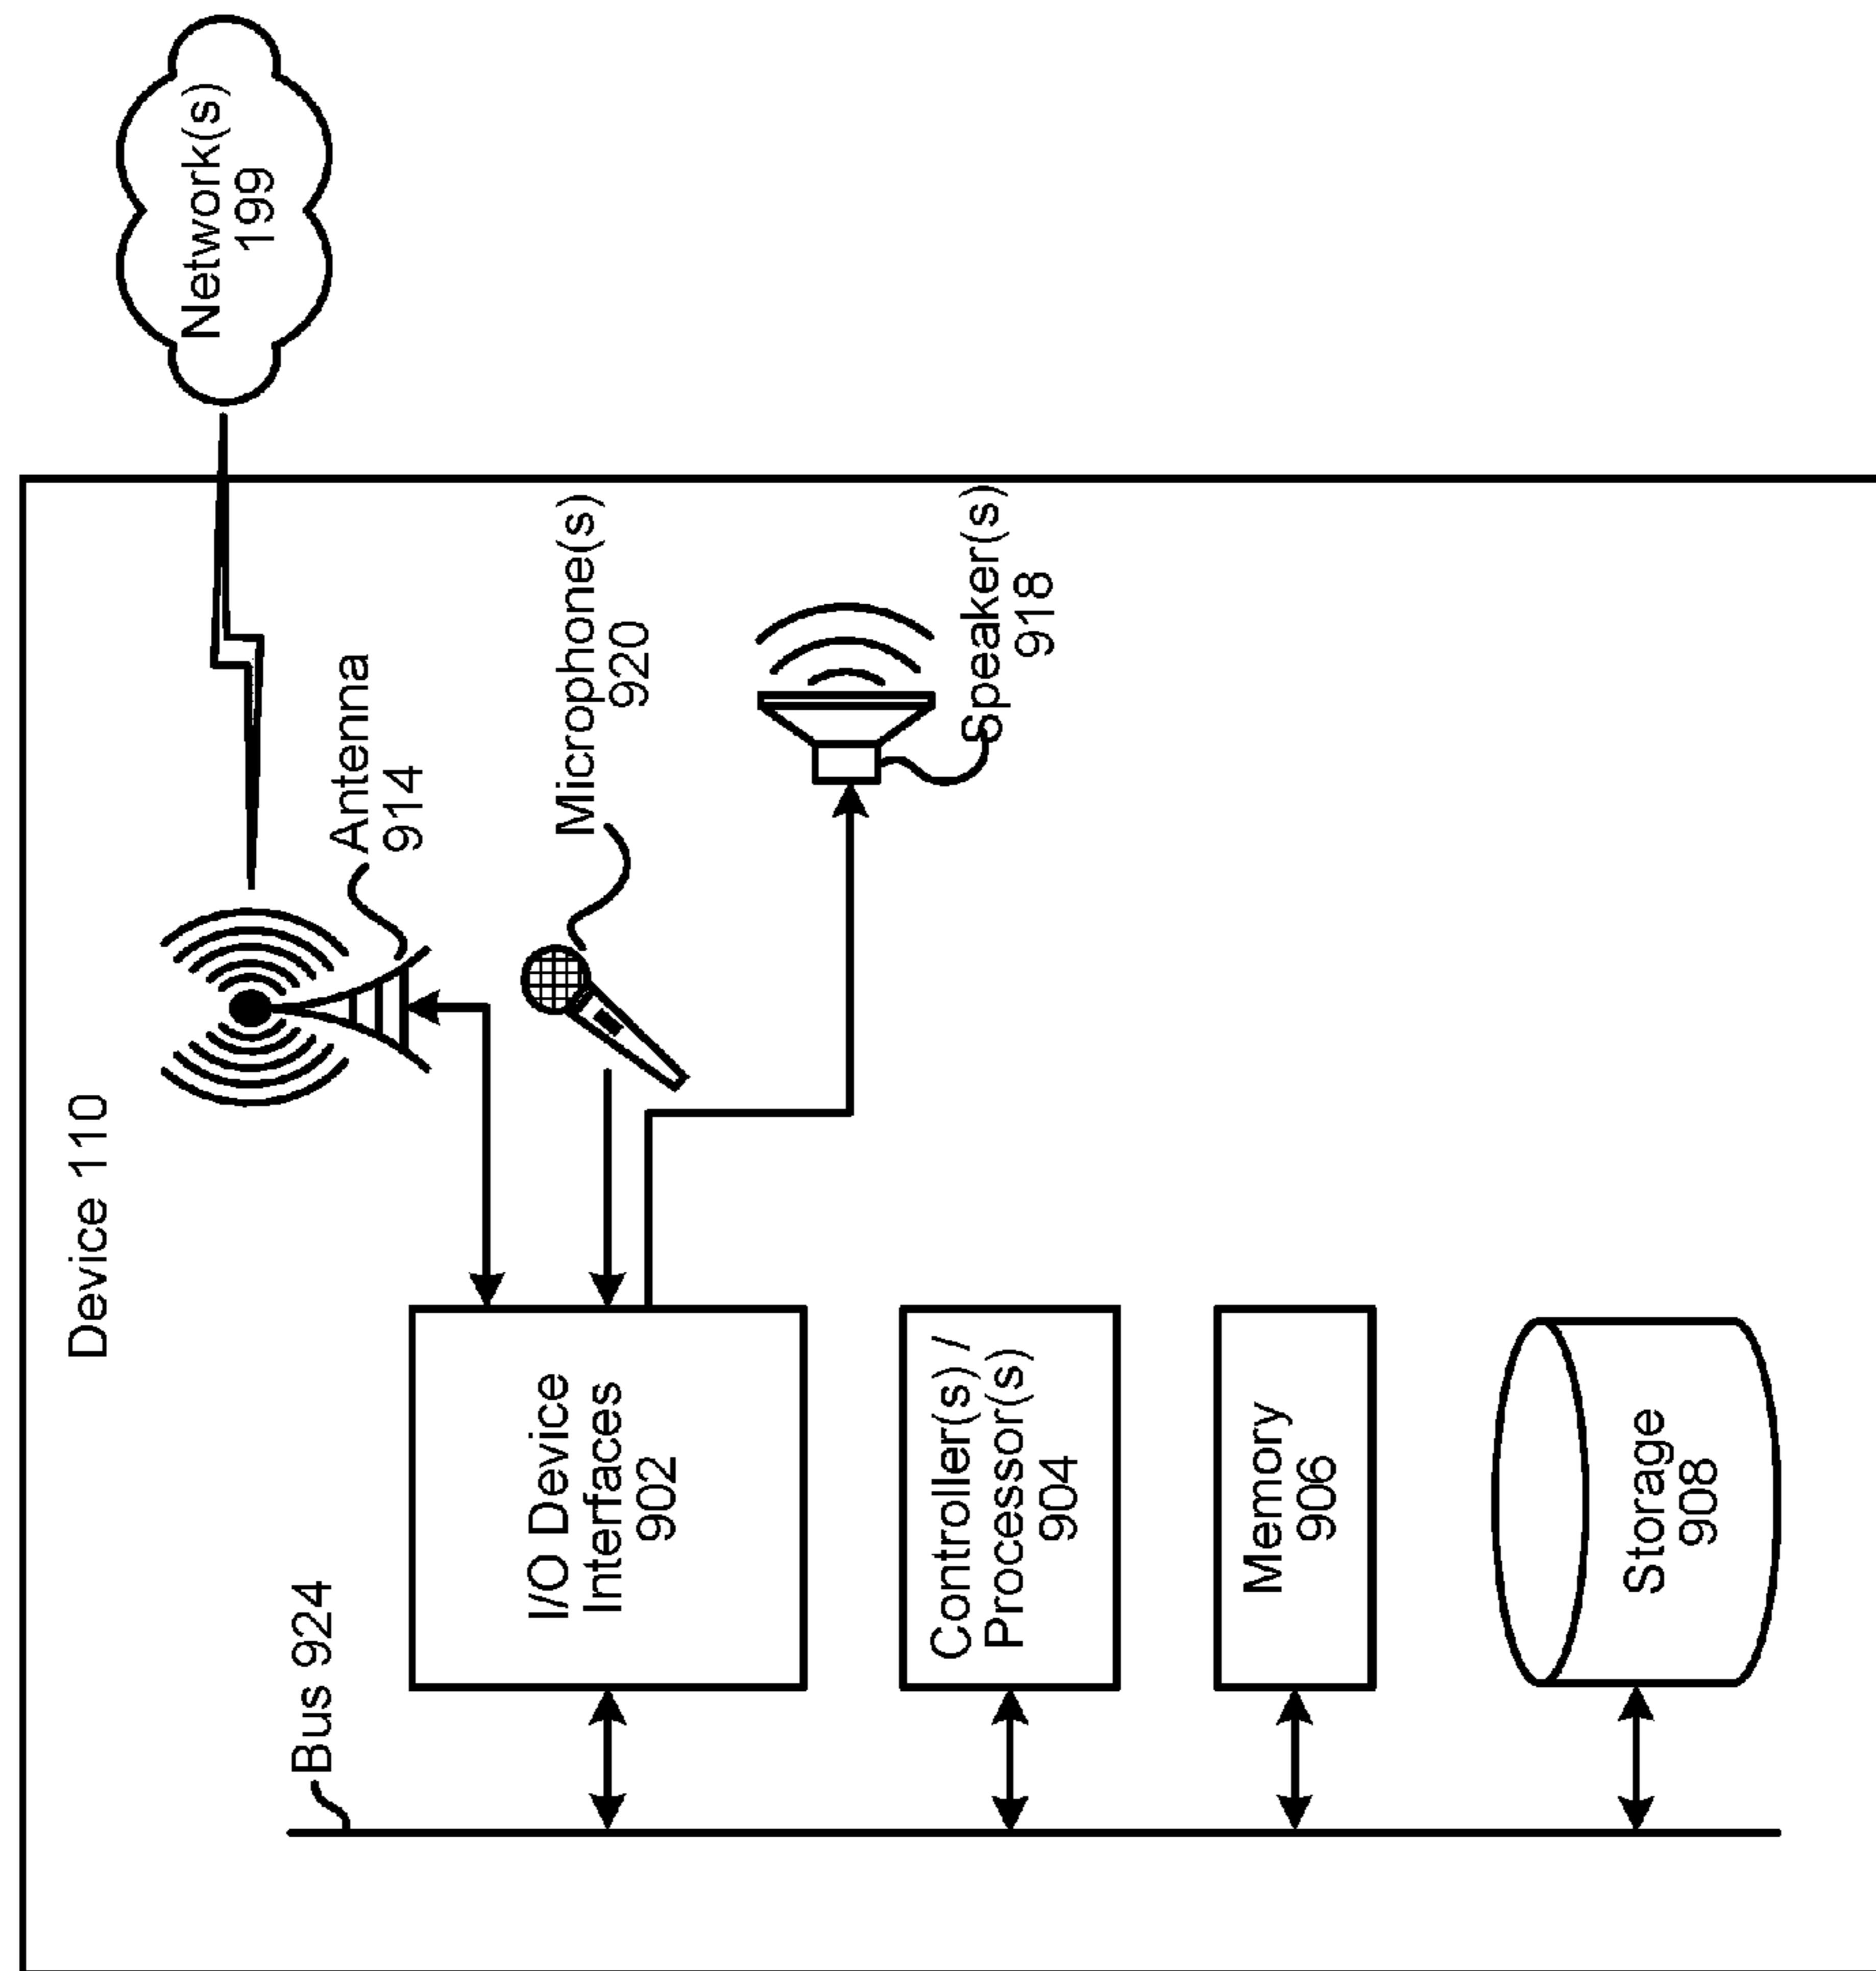 Device 110
Network(s)
199
Antenna
914
Bus 924
I/O Device
Interfaces
902
Microphone(s)
920
Speaker(s)
918
Controller(s) /
Processor(s)
904
Memory
906
Storage
908